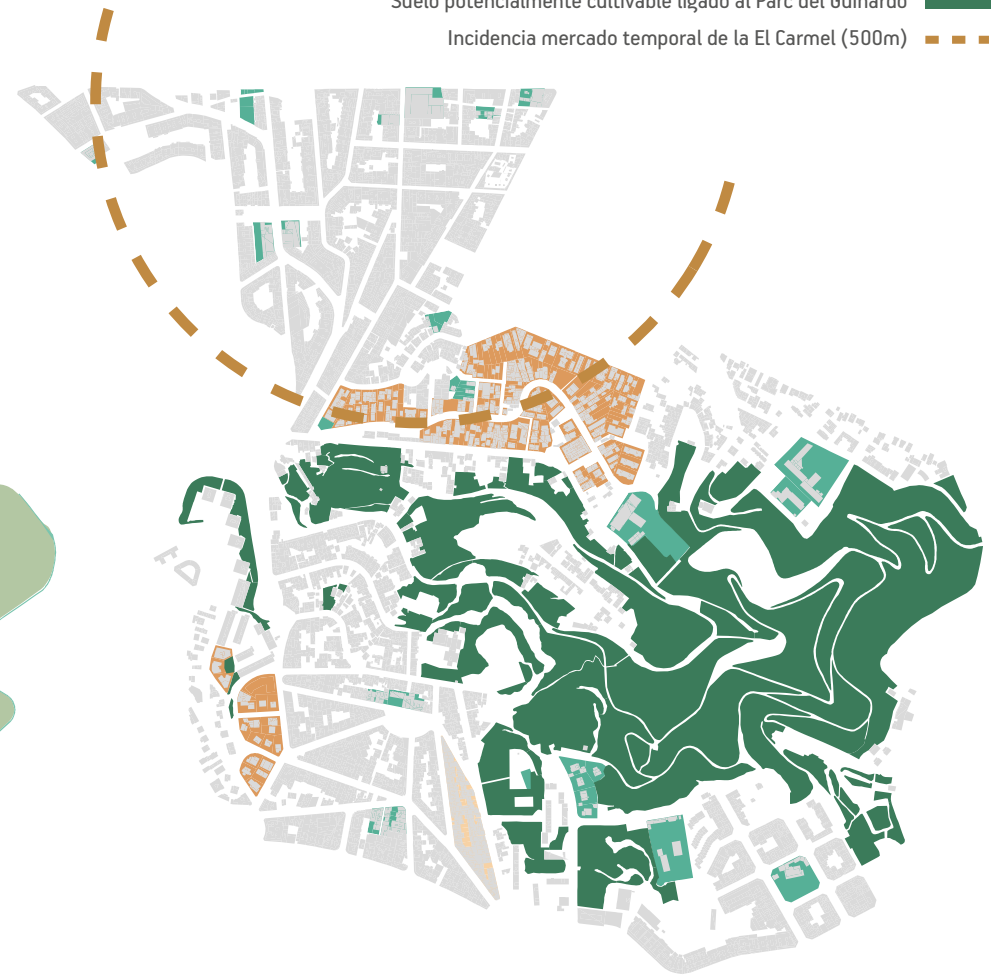 Suelo potencialmente cultivable ligado al Parc del Guinardó
Incidencia mercado temporal de la El Carmel (500m)